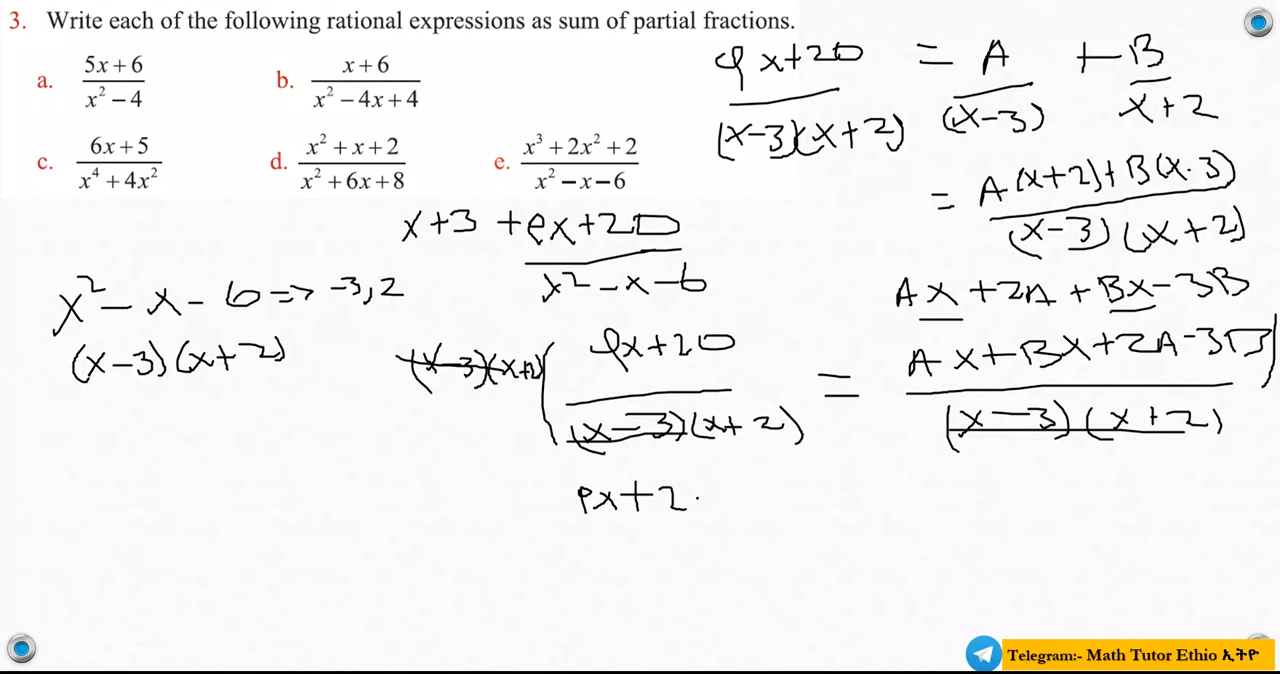 3. Write each of the following rational expressions as sum of partial fractions.
a. (5x + 6)/(x² − 4)
b. (x + 6)/(x² − 4x + 4)
c. (6x + 5)/(x⁴ + 4x²)
d. (x² + x + 2)/(x² + 6x + 8)
e. (x³ + 2x² + 2)/(x² − x − 6)
x+3 + (9x+20)/(x² − x − 6)
x² − x − 6 => -3,2
(x−3)(x+2)
(9x+20)/((x−3)(x+2)) = A/(x−3) + B/(x+2)
= (A(x+2)+B(x-3))/((x−3)(x+2))
Ax + 2A + Bx − 3B
(x−3)(x+2)( (9x+20)/((x−3)(x+2)) = (Ax+Bx+2A−3B)/((x−3)(x+2)) )
9x+2
Telegram:- Math Tutor Ethio ኢትዮ